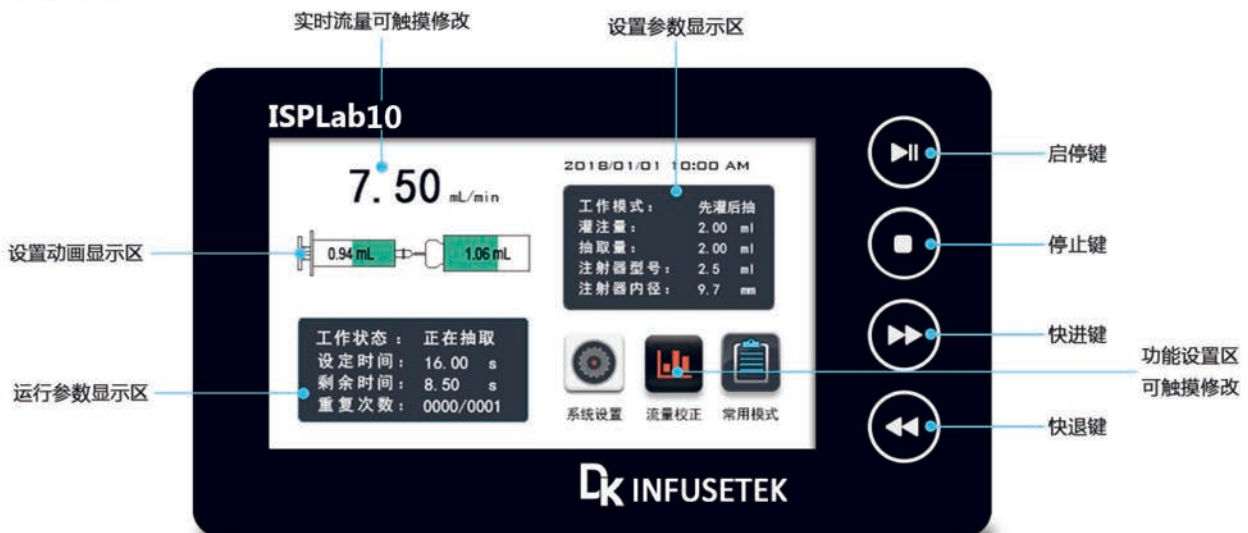 实时流量可触摸修改
设置参数显示区
ISPLab10
7.50 mL/min
2018/01/01 10:00 AM
工作模式： 先灌后抽
灌注量： 2.00 ml
抽取量： 2.00 ml
注射器型号： 2.5 ml
注射器内径： 9.7 mm
设置动画显示区
0.94 mL
1.06 mL
运行参数显示区
工作状态： 正在抽取
设定时间： 16.00 s
剩余时间： 8.50 s
重复次数： 0000/0001
系统设置
流量校正
常用模式
启停键
停止键
快进键
功能设置区
可触摸修改
快退键
DK INFUSETEK